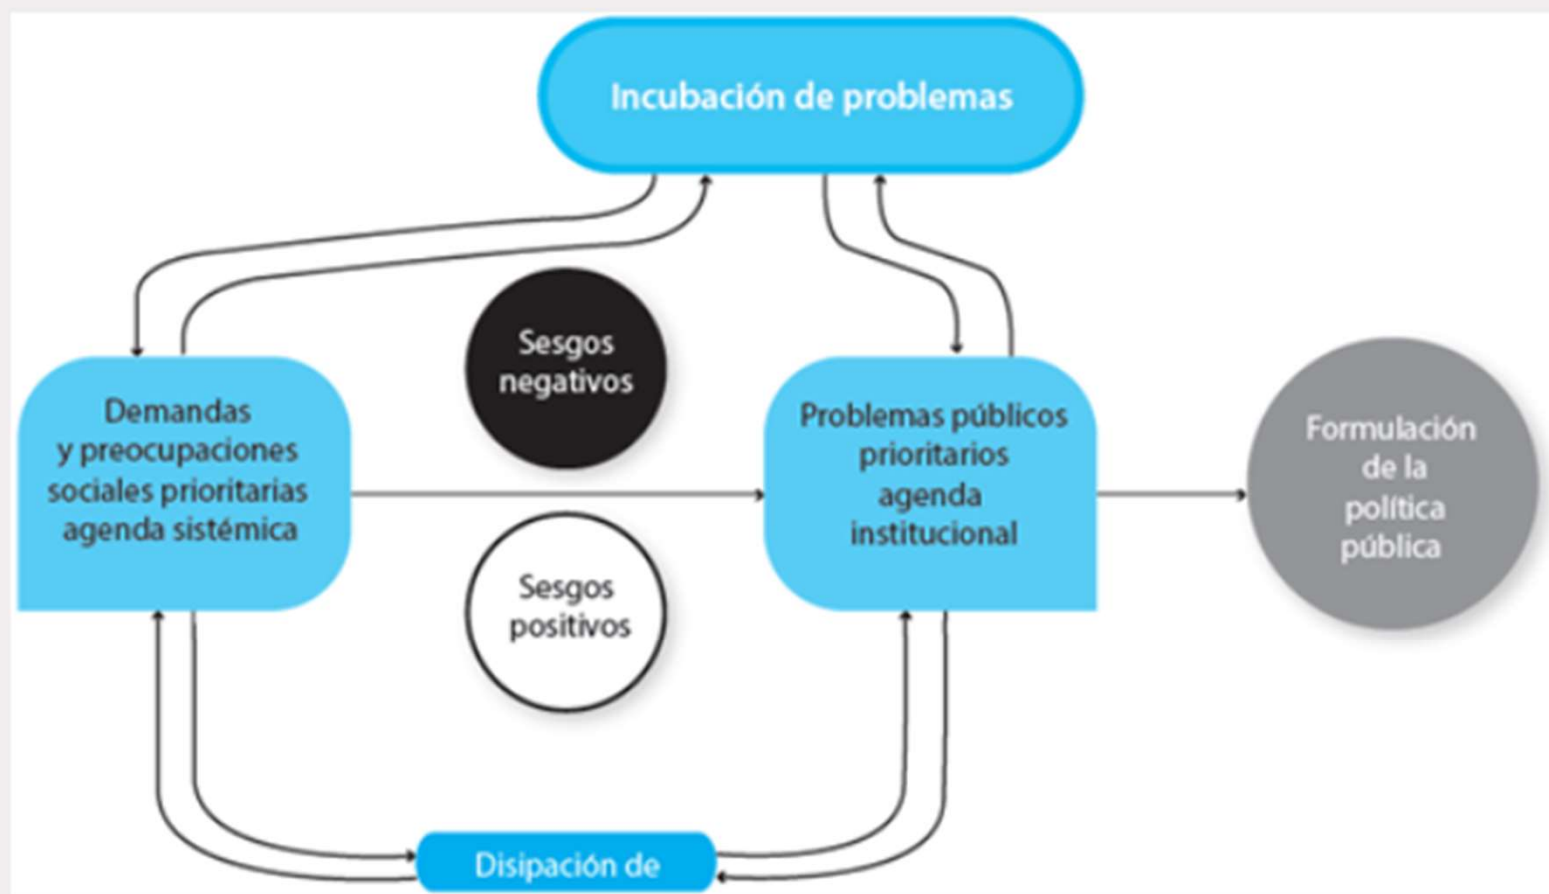 Incubación de problemas
Sesgos
negativos
Demandas
y preocupaciones
sociales prioritarias
agenda sistémica
Problemas públicos
prioritarios
agenda
institucional
Formulación
de la
política
pública
Sesgos
positivos
Disipación de